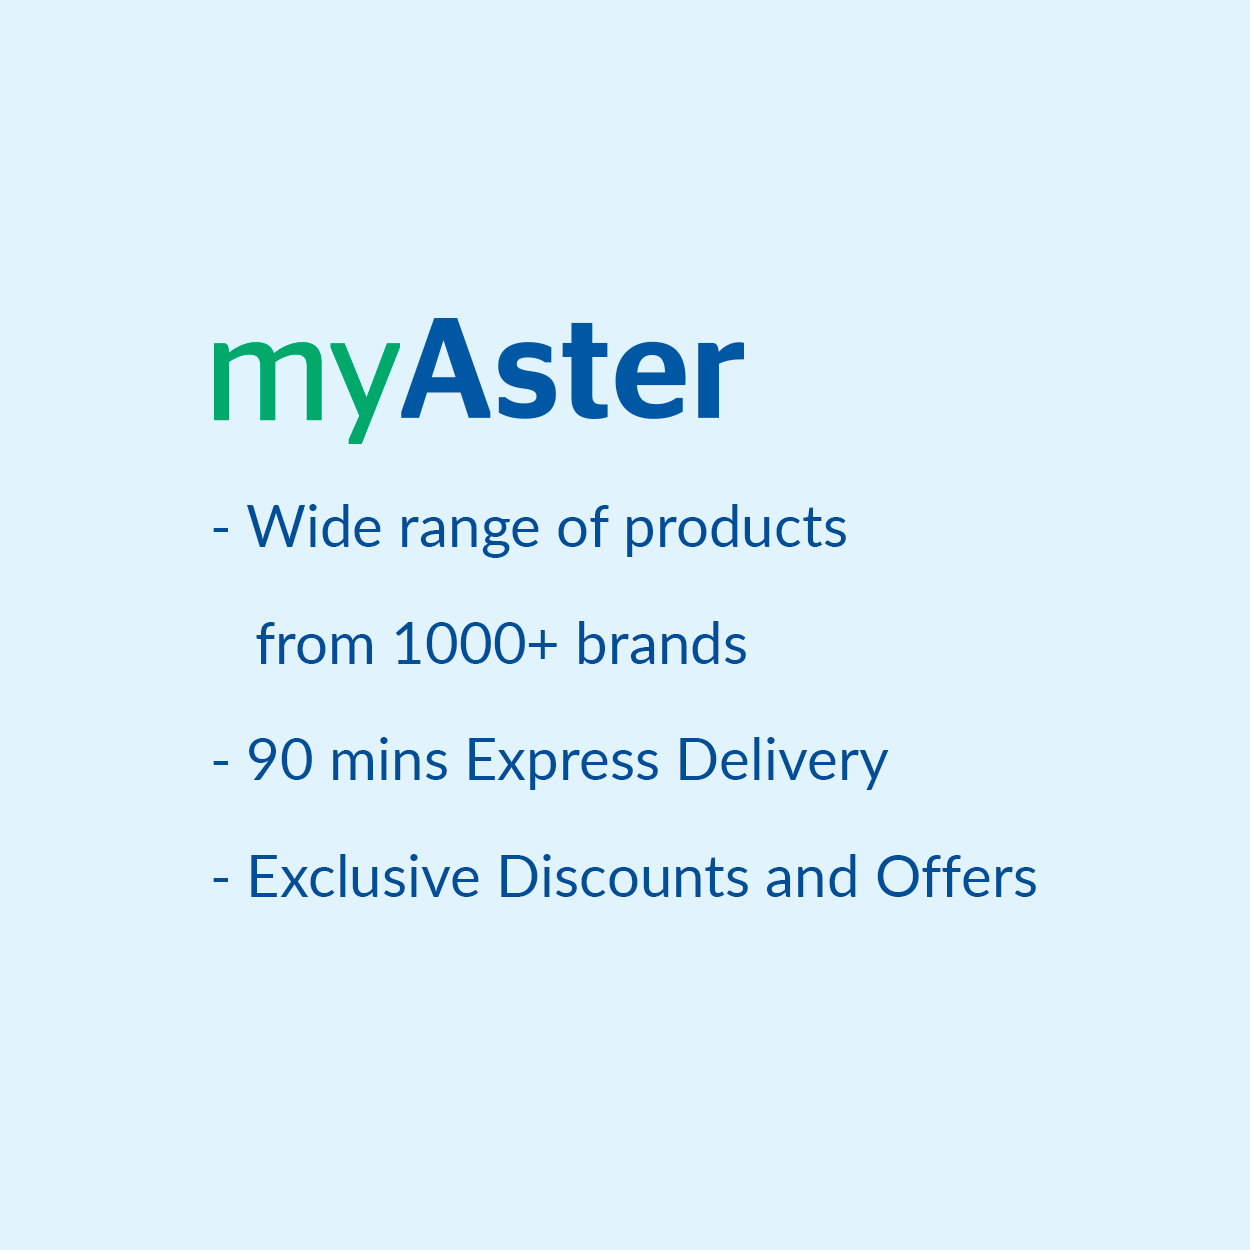 myAster
- Wide range of products
from 1000+ brands
- 90 mins Express Delivery
- Exclusive Discounts and Offers